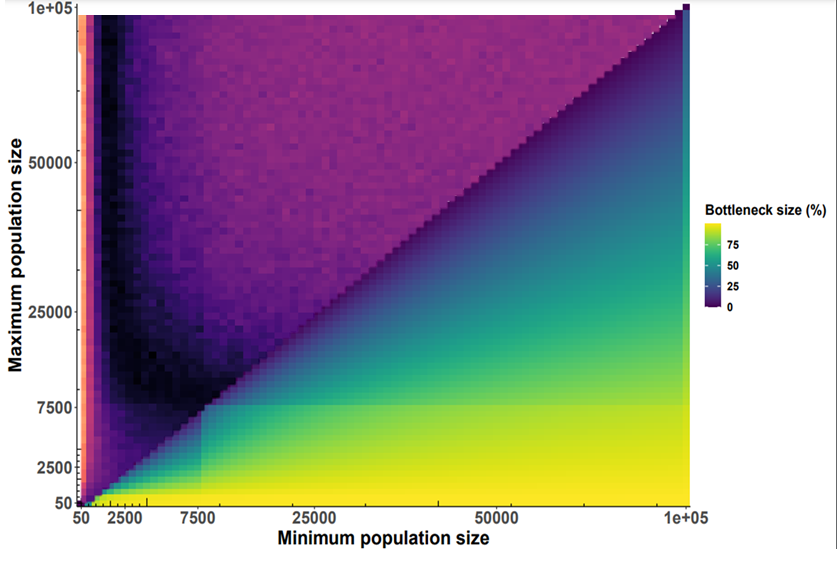 1e+05
50000
25000
7500
2500
50
Maximum population size
50 2500 7500 25000 50000 1e+05
Minimum population size
Bottleneck size (%)
75
50
25
0